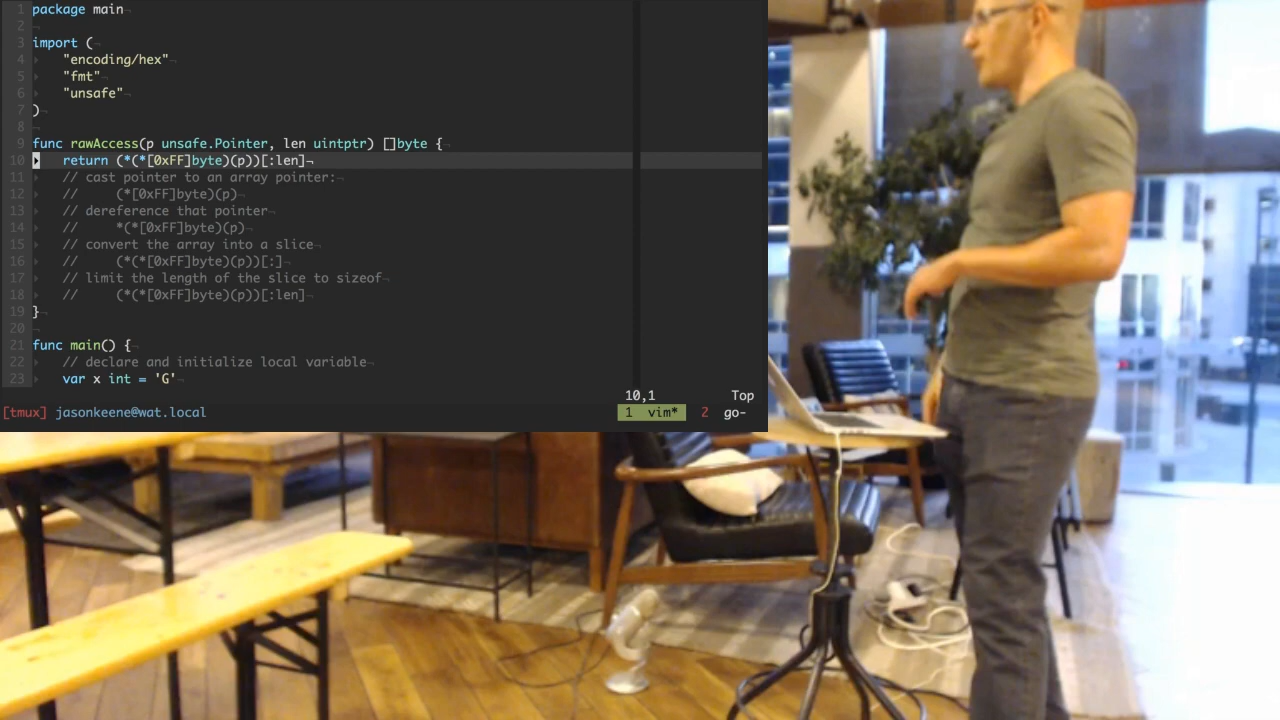 1 package main
2
3 import (
4 "encoding/hex"
5 "fmt"
6 "unsafe"
7 )
8
9 func rawAccess(p unsafe.Pointer, len uintptr) []byte {
10 return (*(*[0xFF]byte)(p))[:len]
11 // cast pointer to an array pointer:
12 // (*[0xFF]byte)(p)
13 // dereference that pointer
14 // *(*[0xFF]byte)(p)
15 // convert the array into a slice
16 // (*(*[0xFF]byte)(p))[:]
17 // limit the length of the slice to sizeof
18 // (*(*[0xFF]byte)(p))[:len]
19 }
20
21 func main() {
22 // declare and initialize local variable
23 var x int = 'G'
10,1 Top
[tmux] jasonkeene@wat.local 1 vim* 2 go-